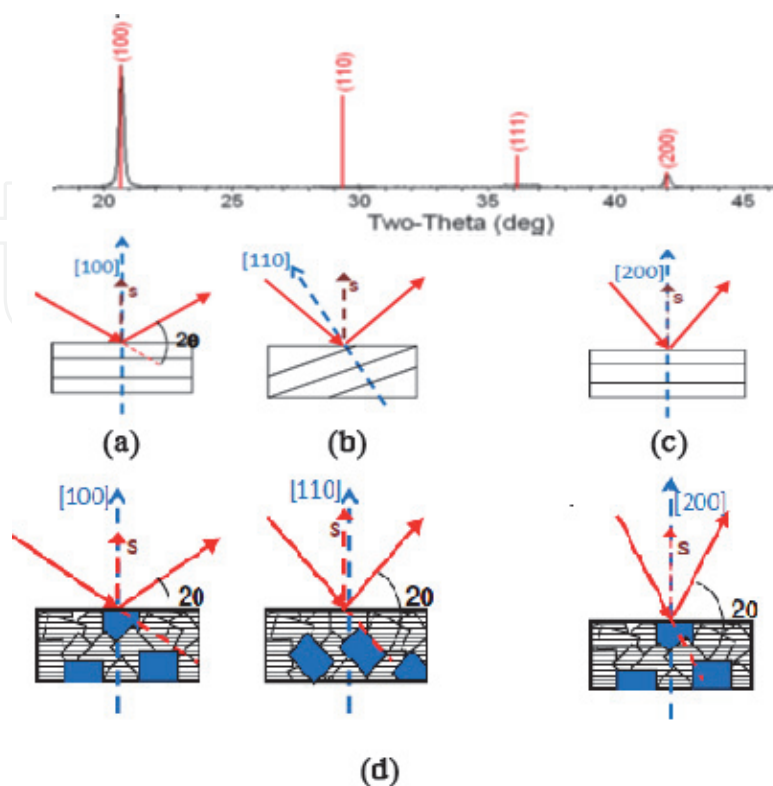 (100)
(110)
(111)
(200)
20 25 30 35 40 45
Two-Theta (deg)
[100]
s
2θ
[110]
s
[200]
s
(a) (b) (c)
[100]
s
2θ
[110]
s
2θ
[200]
s
2θ
(d)